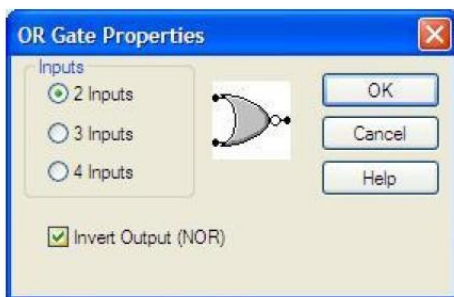 OR Gate Properties
Inputs
2 Inputs
3 Inputs
4 Inputs
OK
Cancel
Help
Invert Output (NOR)